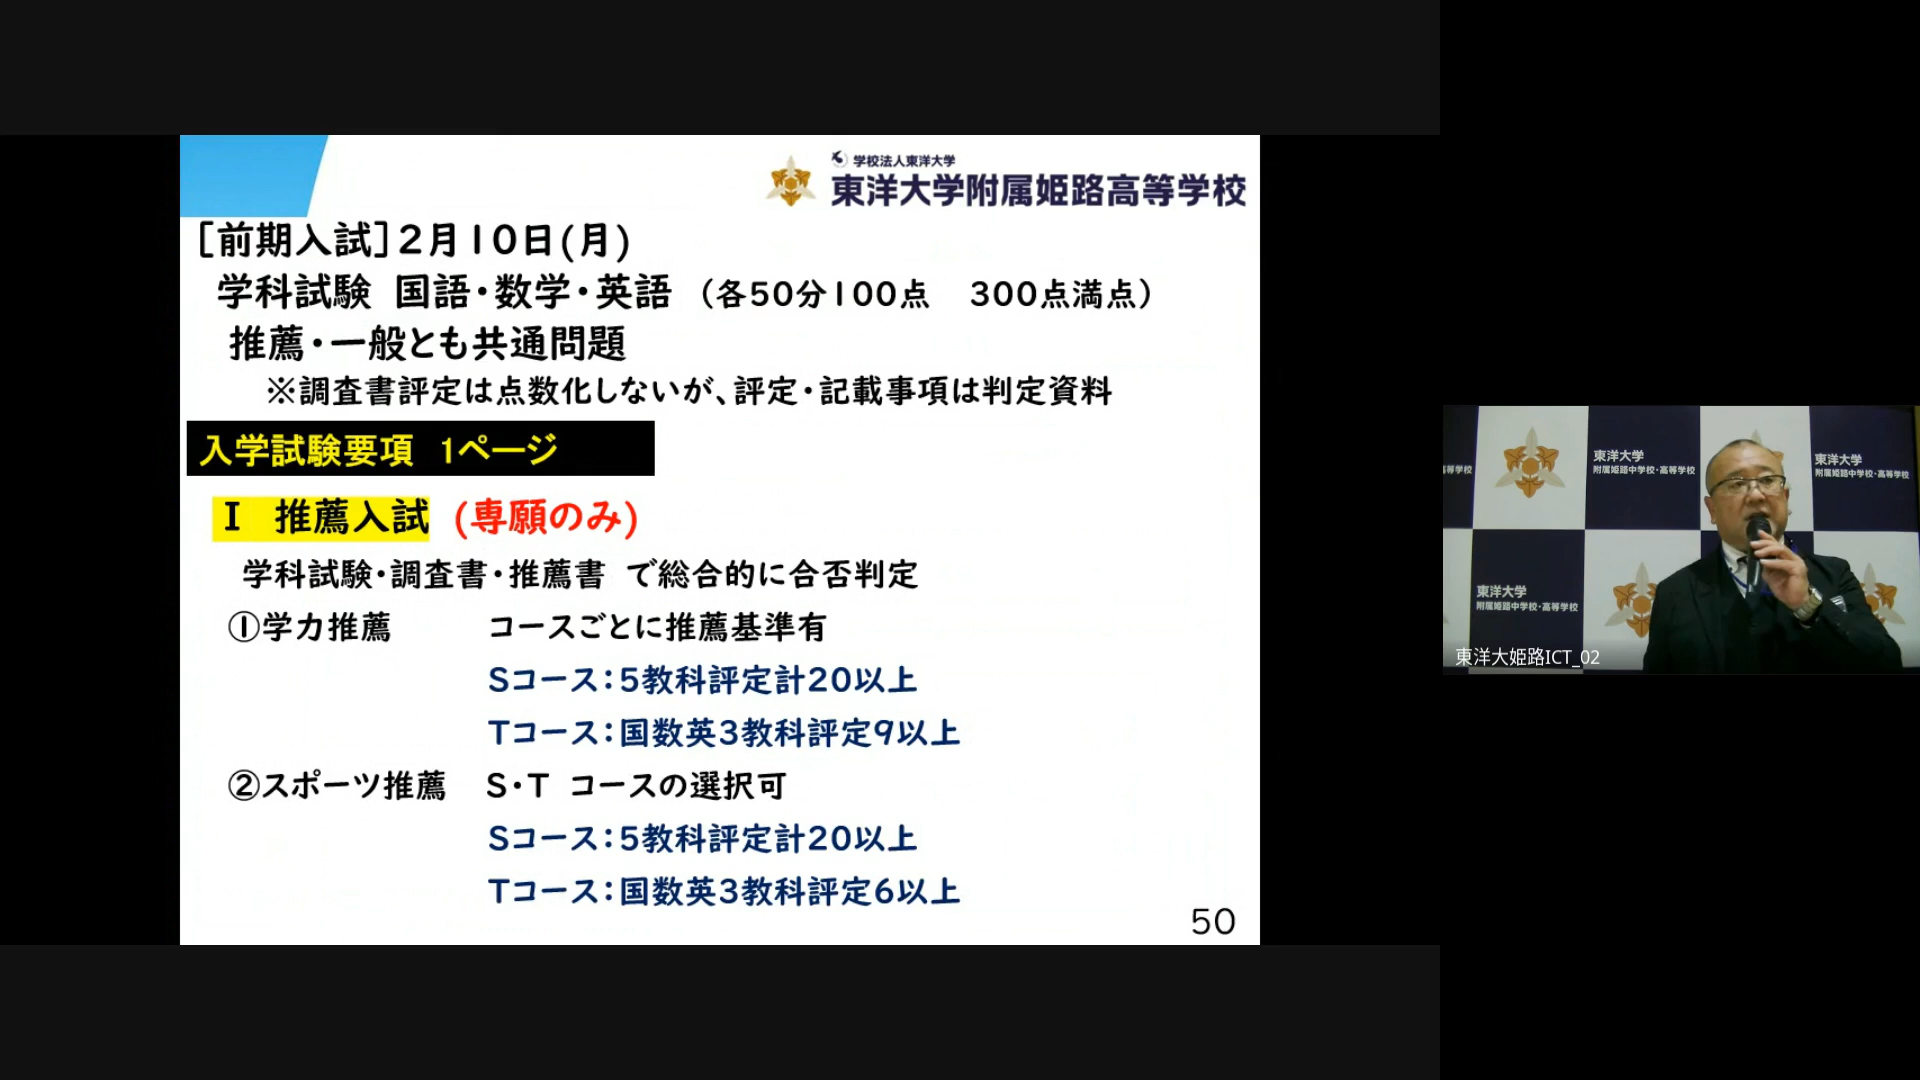 学校法人東洋大学
東洋大学附属姫路高等学校
[前期入試]2月10日(月)
学科試験 国語・数学・英語 (各50分100点 300点満点)
推薦・一般とも共通問題
※調査書評定は点数化しないが、評定・記載事項は判定資料
入学試験要項 1ページ
Ⅰ 推薦入試 (専願のみ)
学科試験・調査書・推薦書 で総合的に合否判定
①学力推薦 コースごとに推薦基準有
Sコース:5教科評定計20以上
Tコース:国数英3教科評定9以上
②スポーツ推薦 S・T コースの選択可
Sコース:5教科評定計20以上
Tコース:国数英3教科評定6以上
50
等学校
東洋大学
附属姫路中学校・高等学校
東洋大学
附属姫路中学校・高等学校
東洋大学
附属姫路中学校・高等学校
東洋大姫路ICT_02